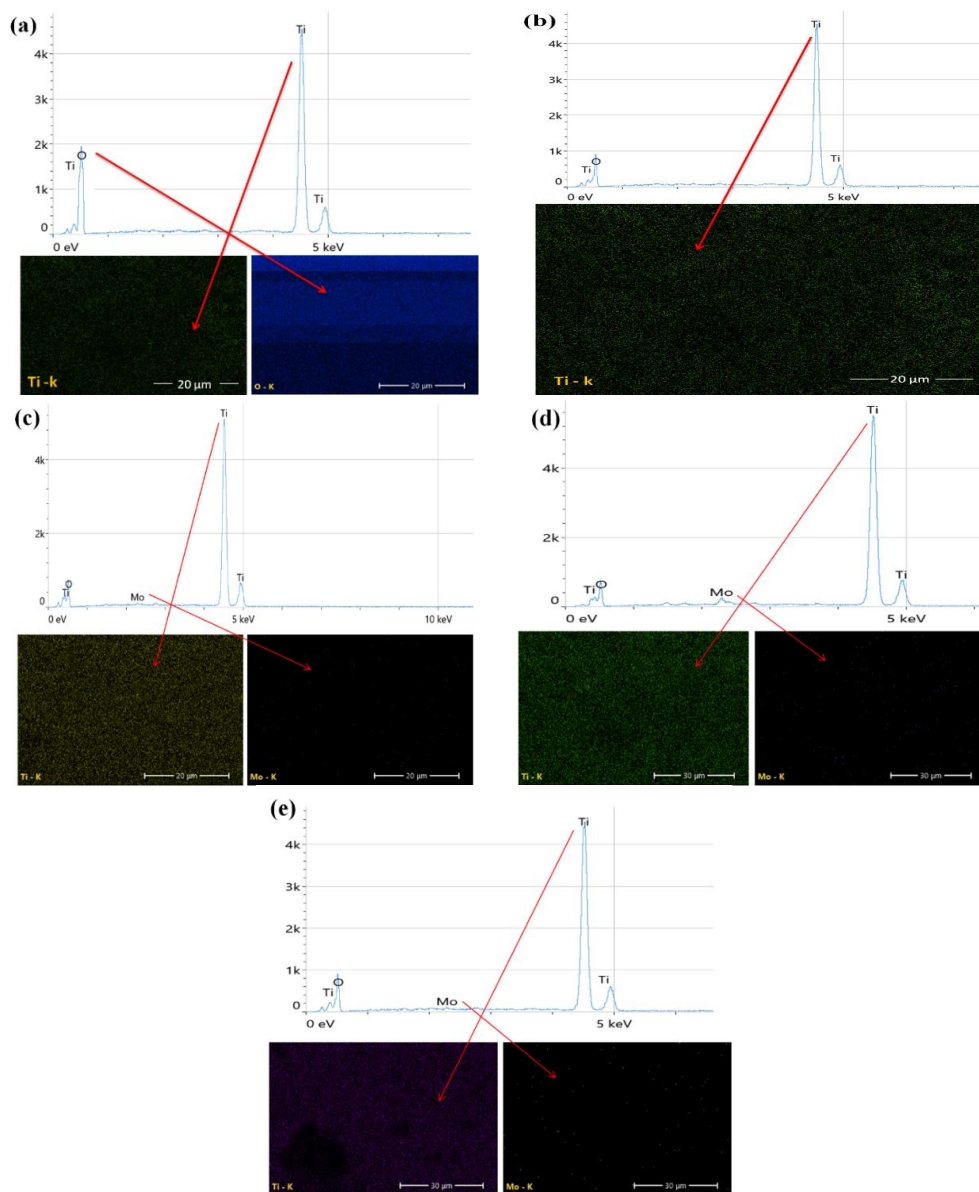 (a)
Ti
4k
3k
2k
O
Ti
1k
Ti
0
0 eV
5 keV
Ti-k
20 µm
O - K
20 µm
(b)
Ti
4k
3k
2k
1k
O
Ti
Ti
0
0 eV
5 keV
Ti - k
20 µm
(c)
Ti
4k
2k
O
Ti
Mo
Ti
0
0 eV
5 keV
10 keV
Ti - K
20 µm
Mo - K
20 µm
(d)
Ti
4k
2k
Ti
O
Mo
Ti
0
0 eV
5 keV
Ti - K
30 µm
Mo - K
30 µm
(e)
Ti
4k
3k
2k
1k
Ti
O
Mo
Ti
0
0 eV
5 keV
Ti - K
30 µm
Mo - K
30 µm